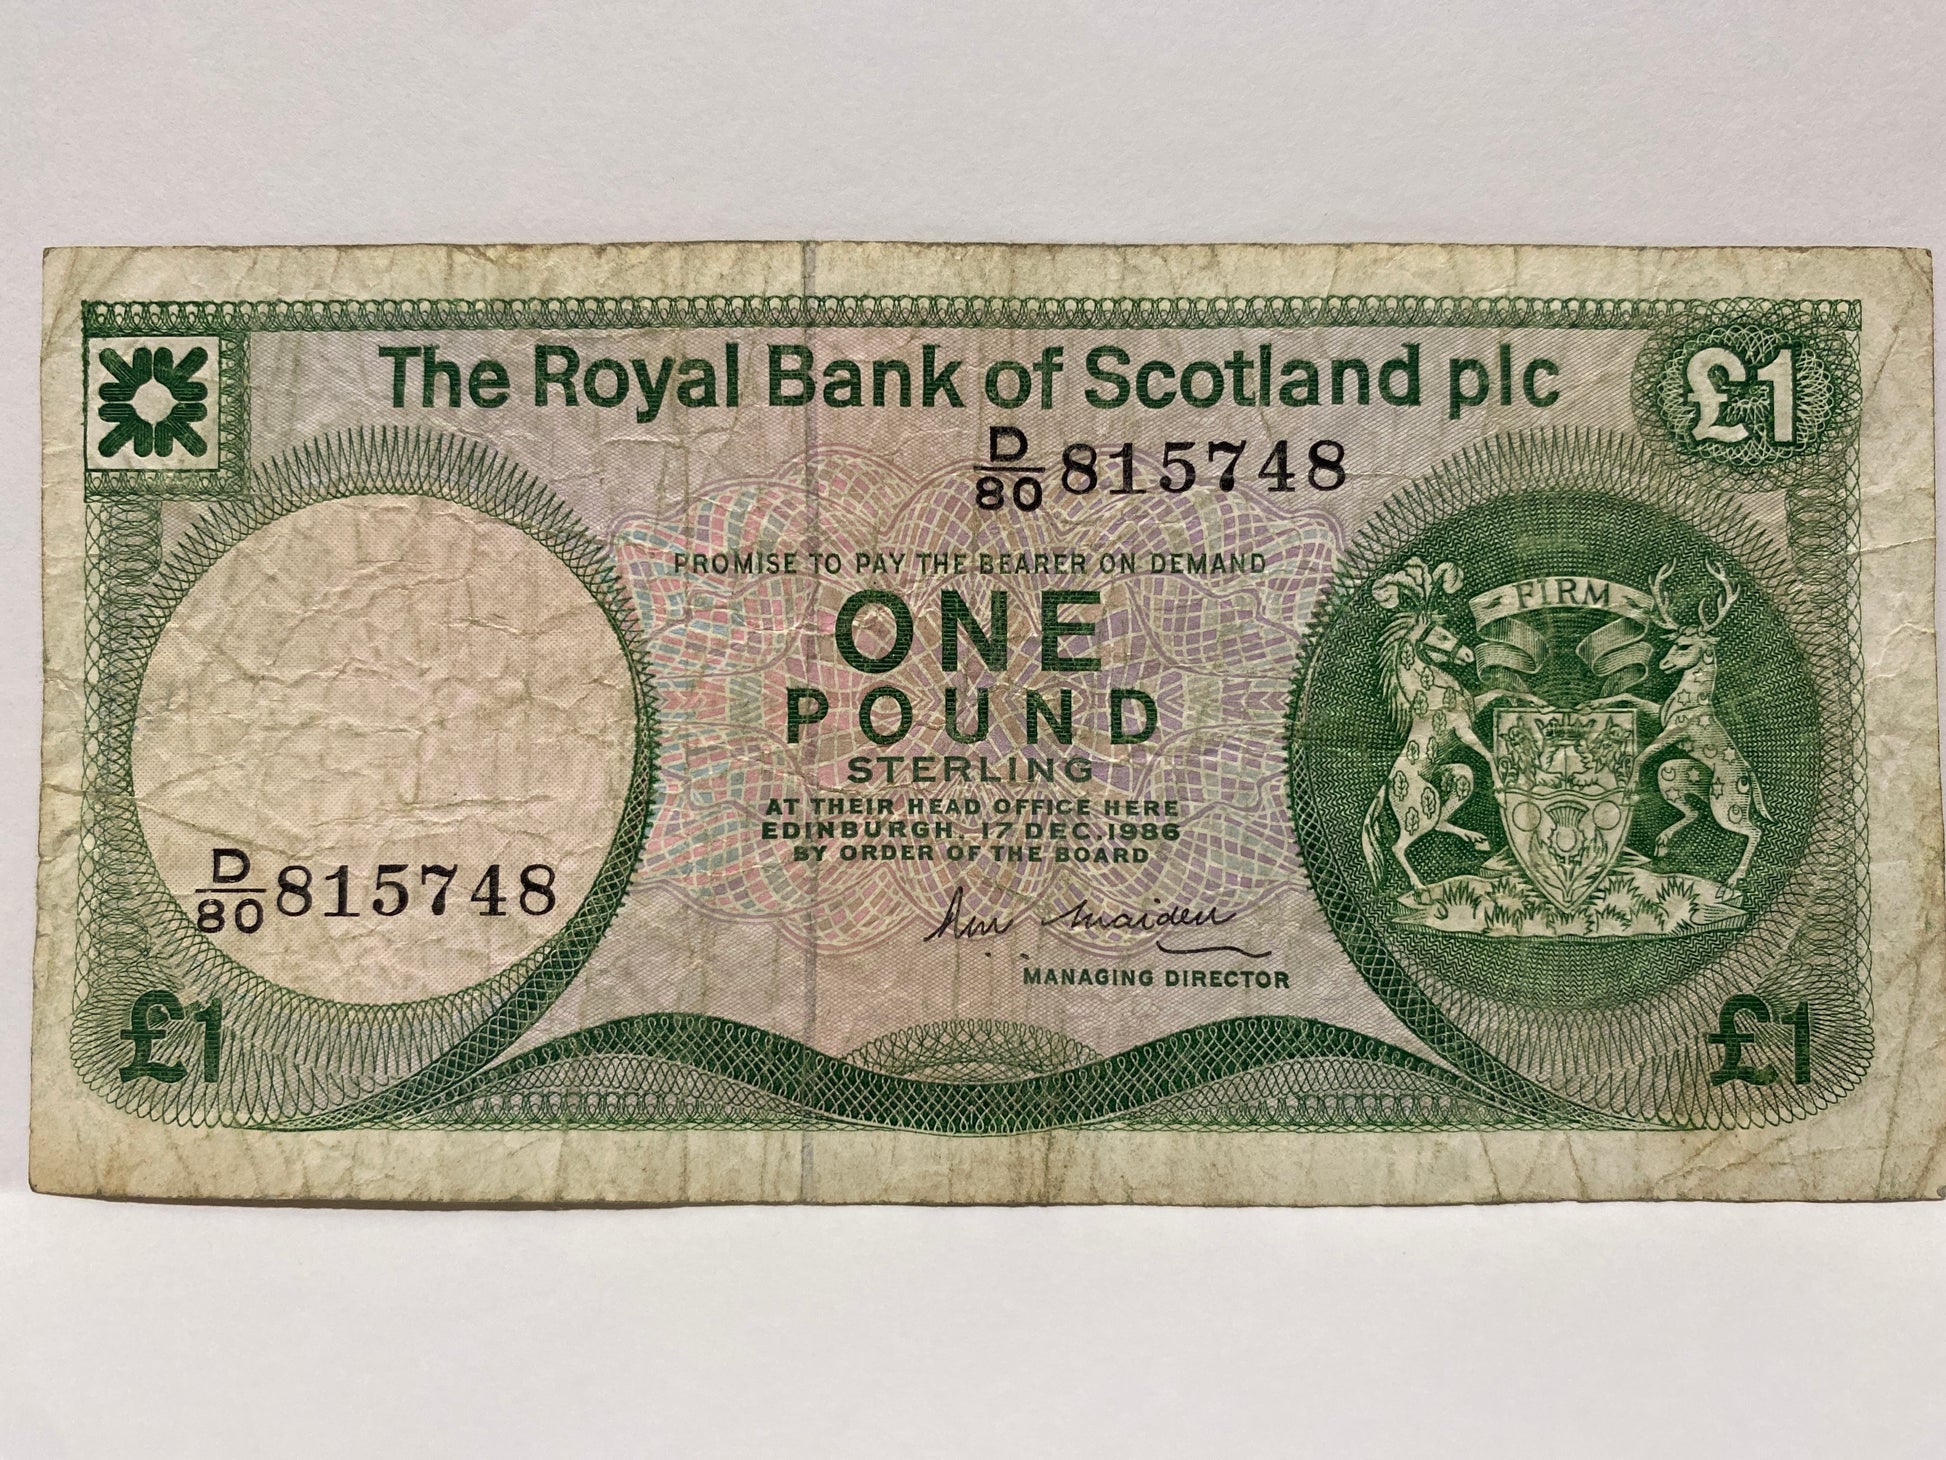 The Royal Bank of Scotland plc
£1
D/80 815748
PROMISE TO PAY THE BEARER ON DEMAND
ONE
POUND
STERLING
AT THEIR HEAD OFFICE HERE
EDINBURGH, 17 DEC. 1986
BY ORDER OF THE BOARD
FIRM
D/80 815748
Maiden
MANAGING DIRECTOR
£1
£1